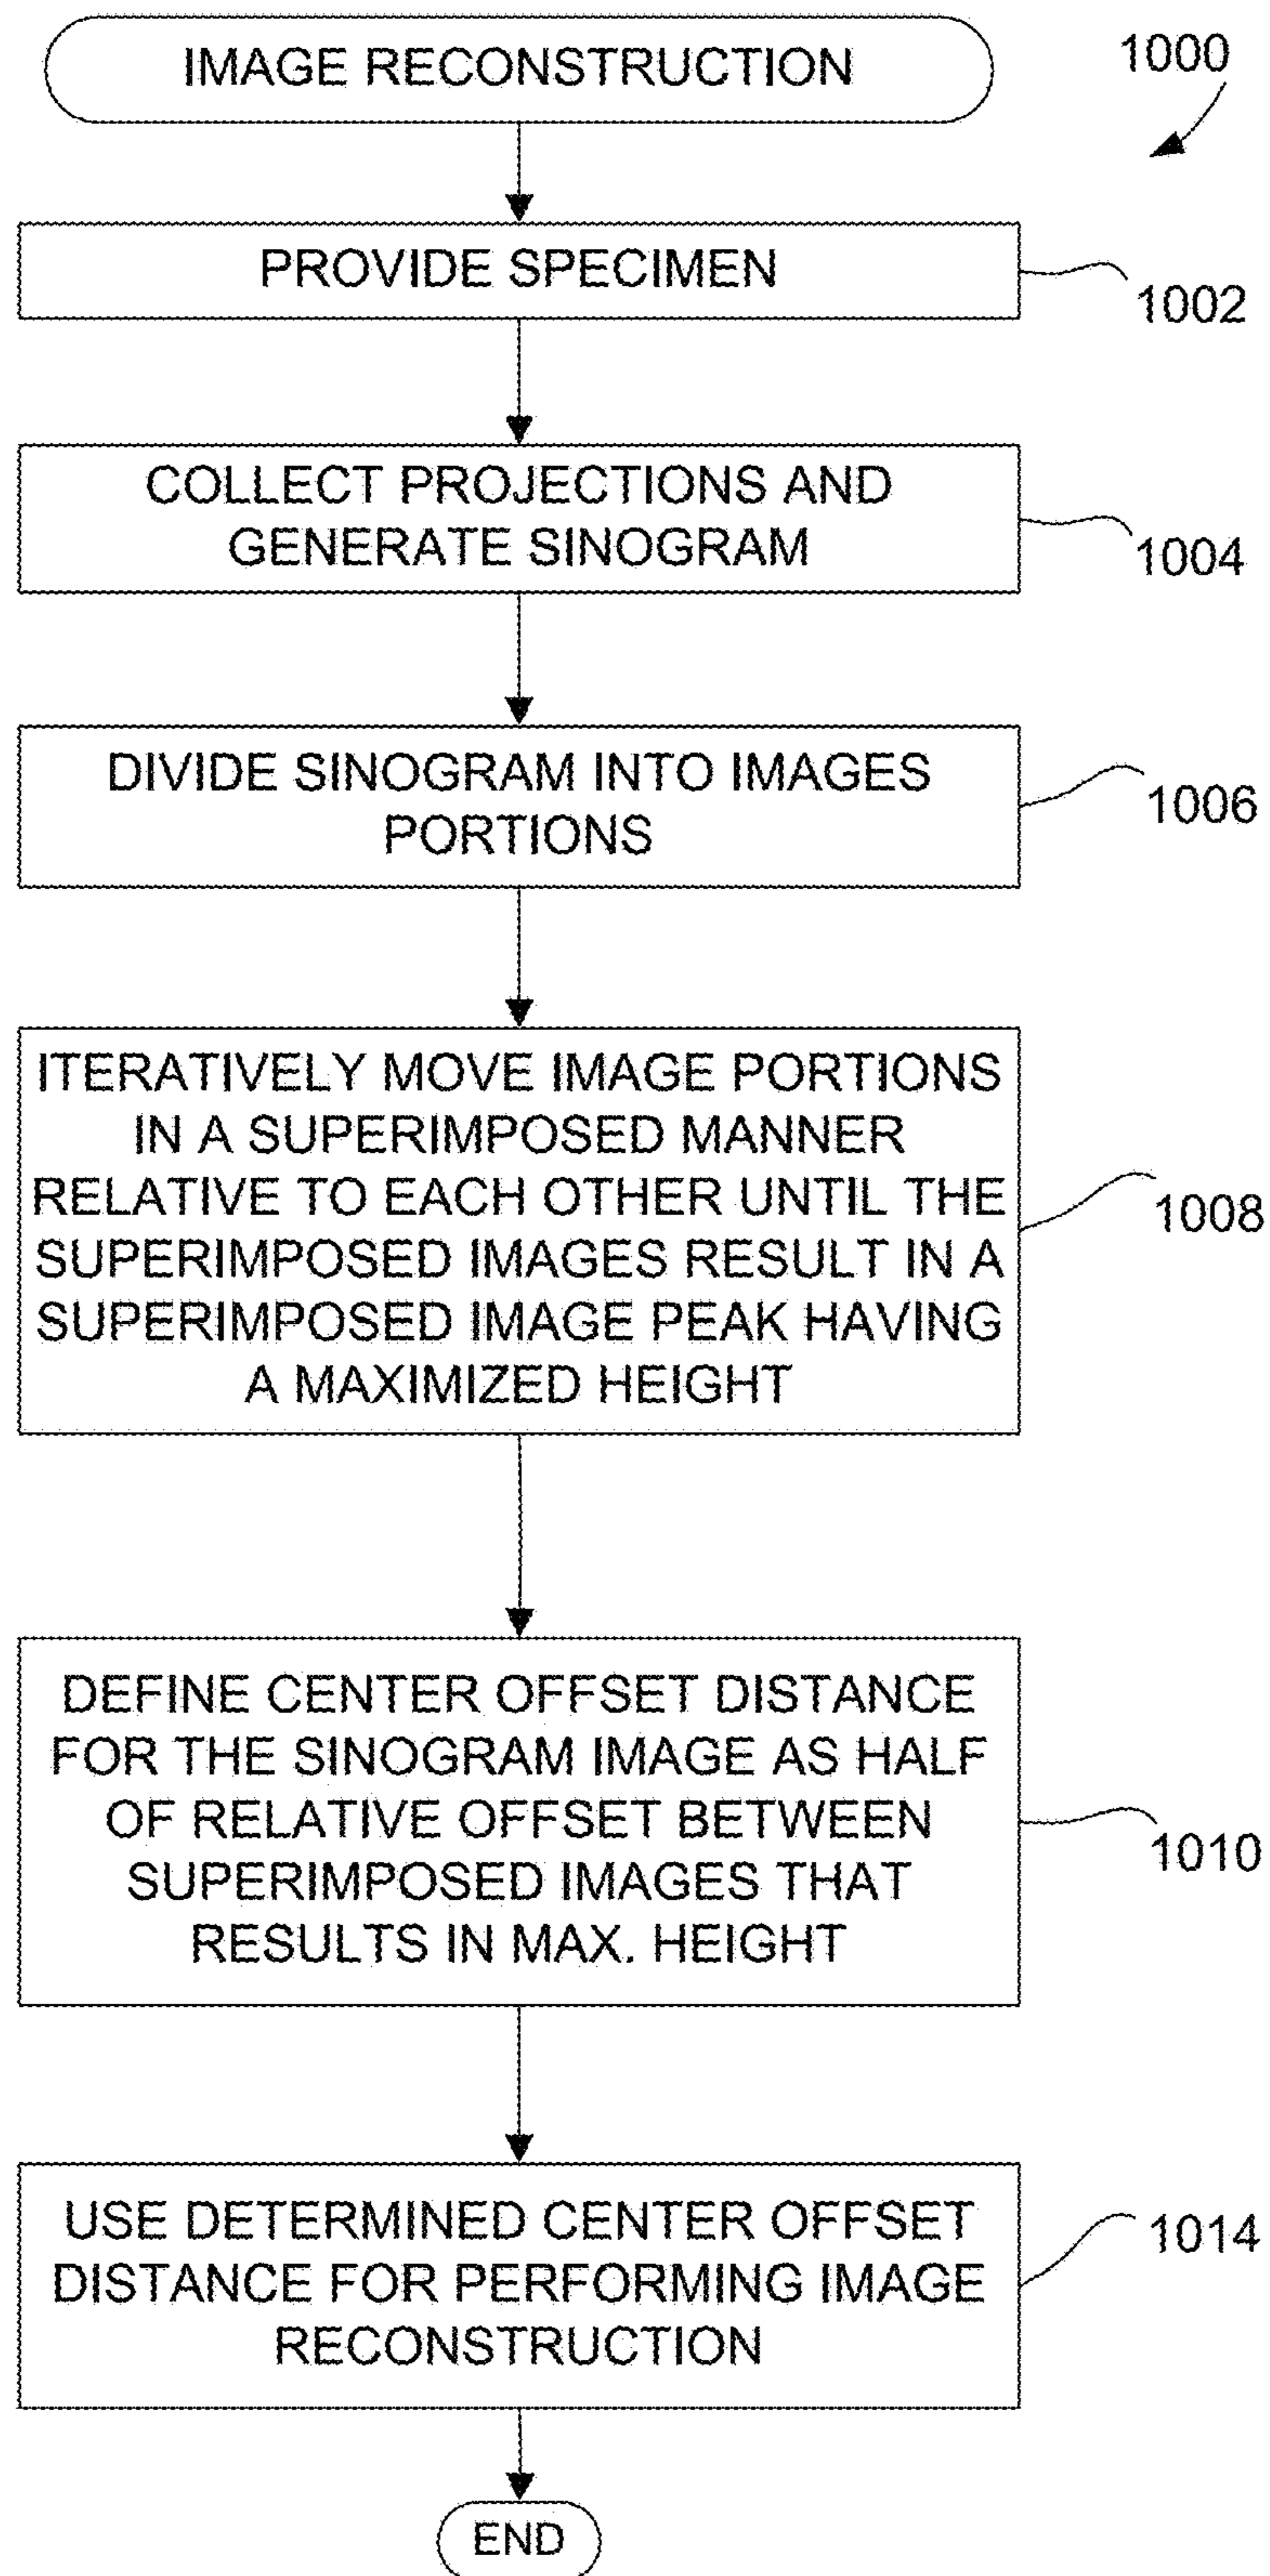 IMAGE RECONSTRUCTION
1000
PROVIDE SPECIMEN
1002
COLLECT PROJECTIONS AND
GENERATE SINOGRAM
1004
DIVIDE SINOGRAM INTO IMAGES
PORTIONS
1006
ITERATIVELY MOVE IMAGE PORTIONS
IN A SUPERIMPOSED MANNER
RELATIVE TO EACH OTHER UNTIL THE
SUPERIMPOSED IMAGES RESULT IN A
SUPERIMPOSED IMAGE PEAK HAVING
A MAXIMIZED HEIGHT
1008
DEFINE CENTER OFFSET DISTANCE
FOR THE SINOGRAM IMAGE AS HALF
OF RELATIVE OFFSET BETWEEN
SUPERIMPOSED IMAGES THAT
RESULTS IN MAX. HEIGHT
1010
USE DETERMINED CENTER OFFSET
DISTANCE FOR PERFORMING IMAGE
RECONSTRUCTION
1014
END